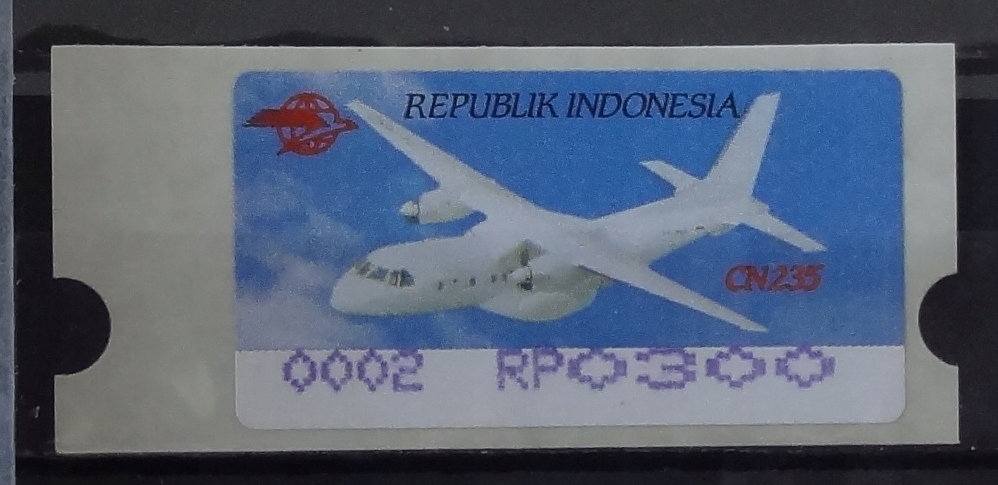 REPUBLIK INDONESIA
CN235
0002 RP0300